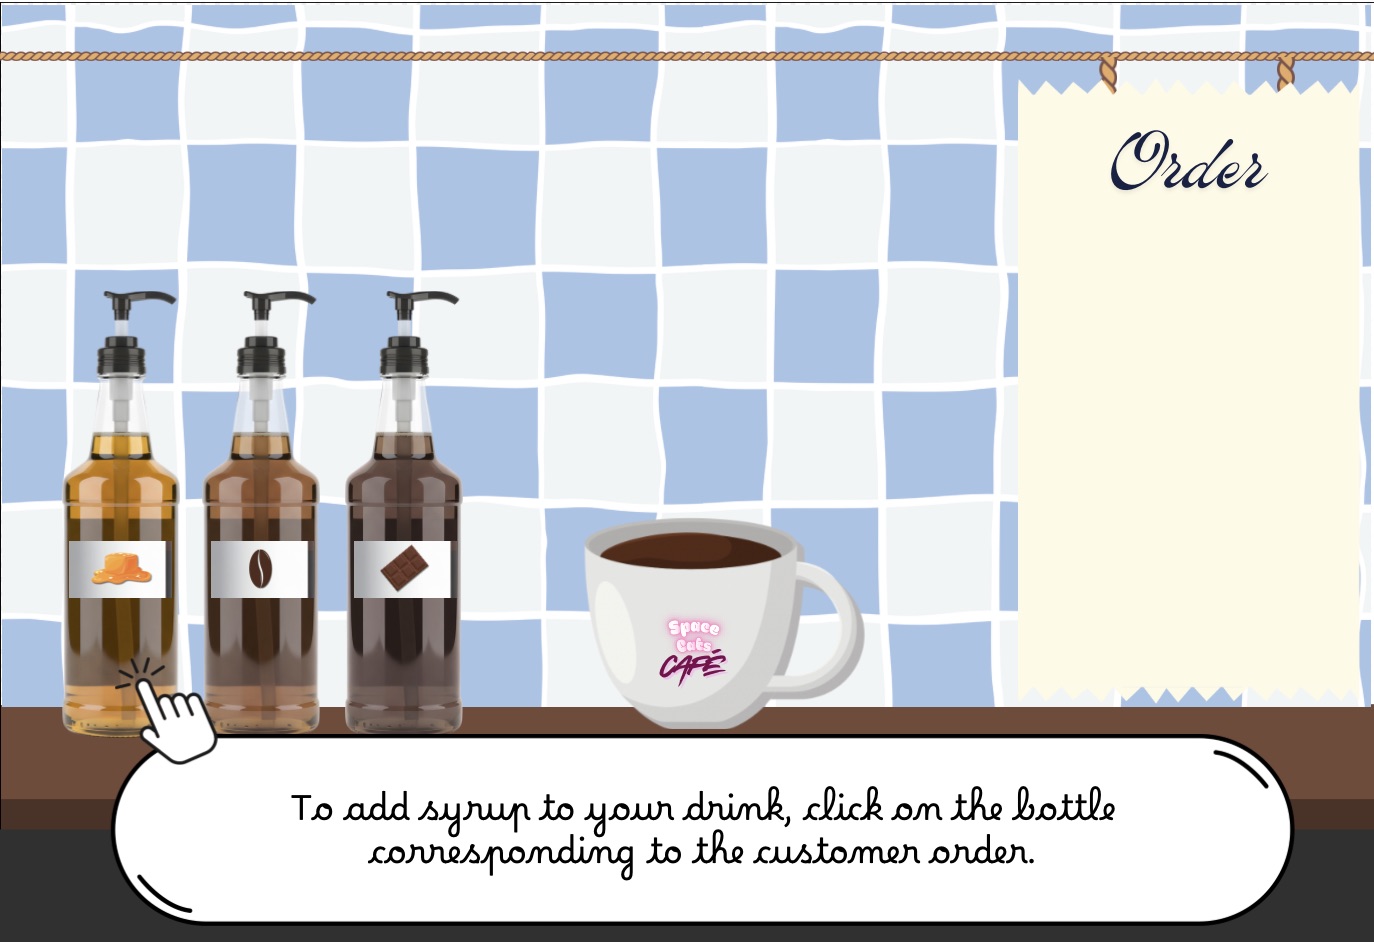 Order
Space
Cats
CAFÉ
To add syrup to your drink, click on the bottle
corresponding to the customer order.